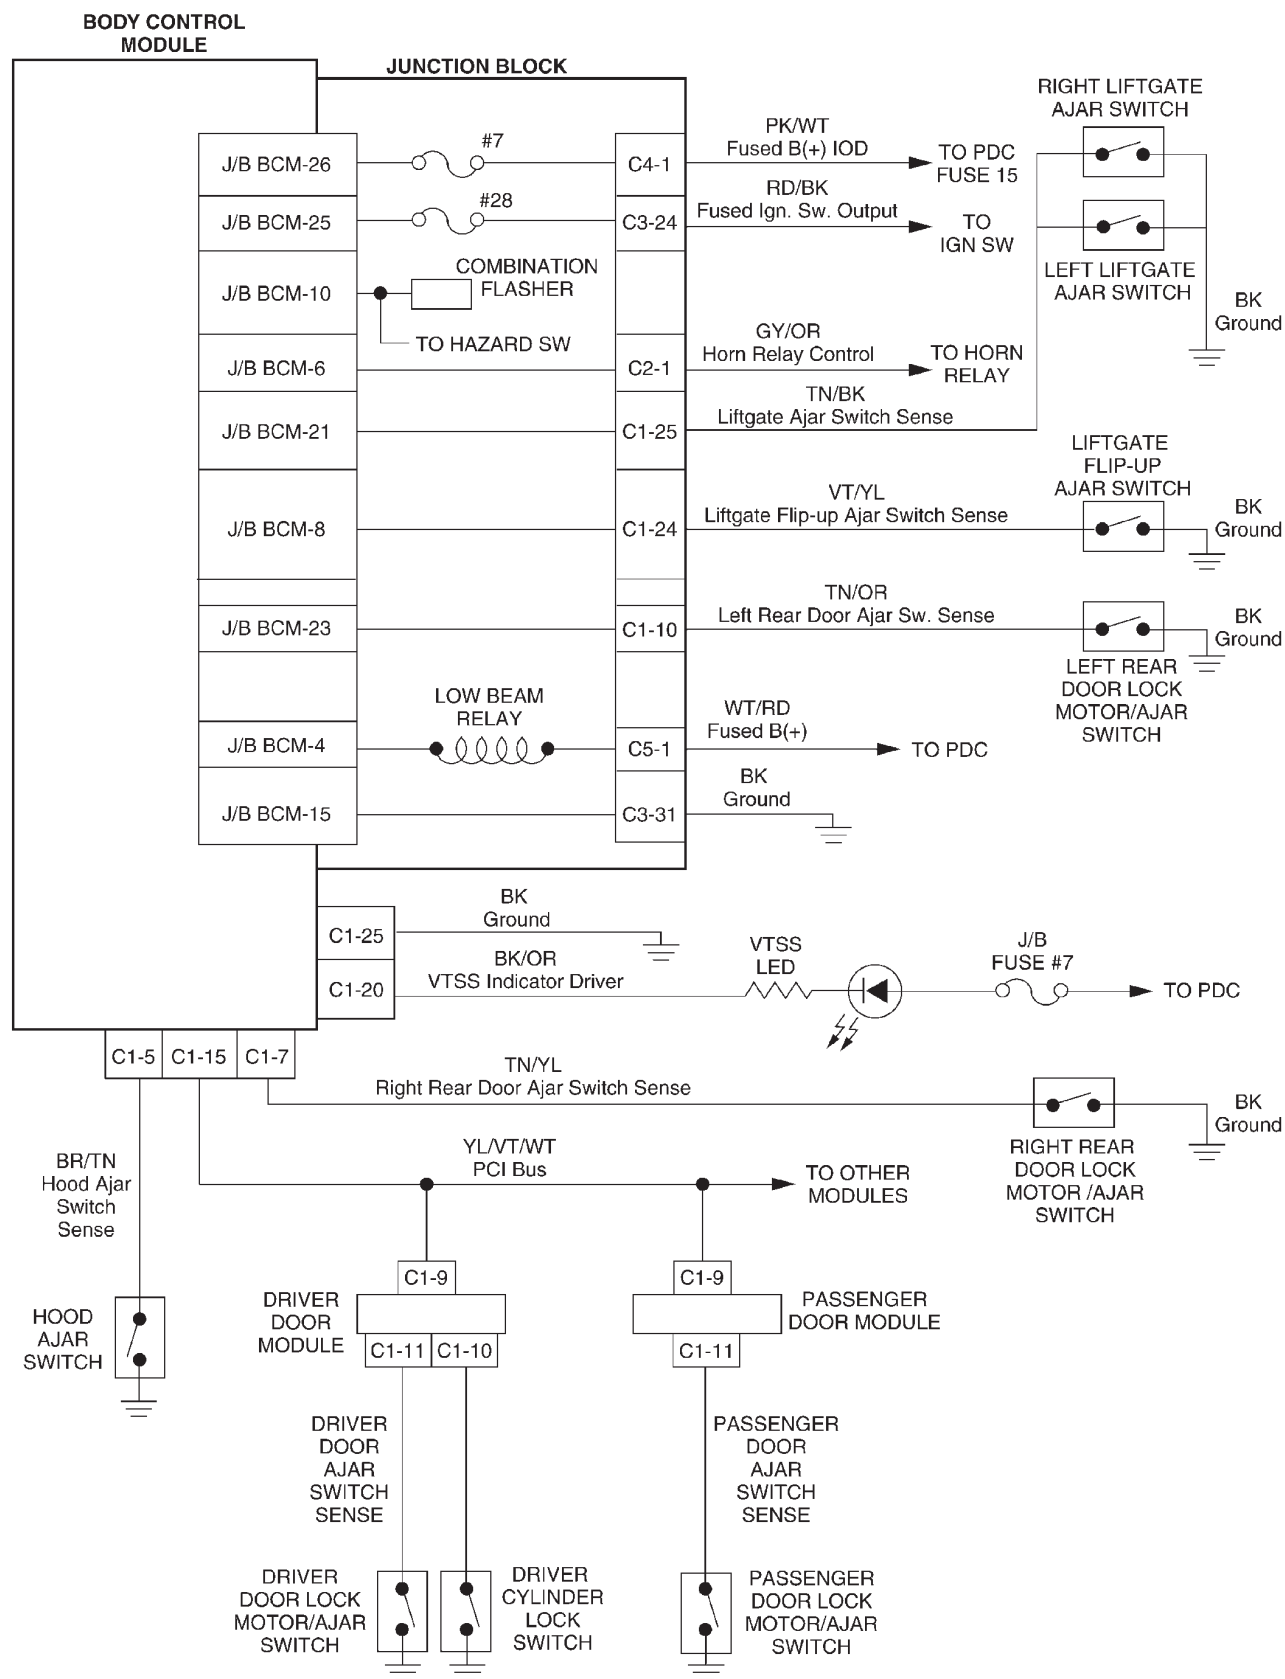 BODY CONTROL
MODULE
JUNCTION BLOCK
J/B BCM-26
#7
C4-1
PK/WT
Fused B(+) IOD
TO PDC
FUSE 15
RIGHT LIFTGATE
AJAR SWITCH
J/B BCM-25
#28
C3-24
RD/BK
Fused Ign. Sw. Output
TO
IGN SW
LEFT LIFTGATE
AJAR SWITCH
BK
Ground
J/B BCM-10
COMBINATION
FLASHER
TO HAZARD SW
J/B BCM-6
C2-1
GY/OR
Horn Relay Control
TO HORN
RELAY
J/B BCM-21
C1-25
TN/BK
Liftgate Ajar Switch Sense
J/B BCM-8
C1-24
VT/YL
Liftgate Flip-up Ajar Switch Sense
LIFTGATE
FLIP-UP
AJAR SWITCH
BK
Ground
J/B BCM-23
C1-10
TN/OR
Left Rear Door Ajar Sw. Sense
BK
Ground
LEFT REAR
DOOR LOCK
MOTOR/AJAR
SWITCH
J/B BCM-4
LOW BEAM
RELAY
C5-1
WT/RD
Fused B(+)
TO PDC
J/B BCM-15
C3-31
BK
Ground
C1-25
BK
Ground
C1-20
BK/OR
VTSS Indicator Driver
VTSS
LED
J/B
FUSE #7
TO PDC
C1-5
C1-15
C1-7
TN/YL
Right Rear Door Ajar Switch Sense
BK
Ground
RIGHT REAR
DOOR LOCK
MOTOR /AJAR
SWITCH
YL/VT/WT
PCI Bus
TO OTHER
MODULES
BR/TN
Hood Ajar
Switch
Sense
HOOD
AJAR
SWITCH
C1-9
DRIVER
DOOR
MODULE
C1-11
C1-10
C1-9
PASSENGER
DOOR MODULE
C1-11
DRIVER
DOOR
AJAR
SWITCH
SENSE
PASSENGER
DOOR
AJAR
SWITCH
SENSE
DRIVER
DOOR LOCK
MOTOR/AJAR
SWITCH
DRIVER
CYLINDER
LOCK
SWITCH
PASSENGER
DOOR LOCK
MOTOR/AJAR
SWITCH